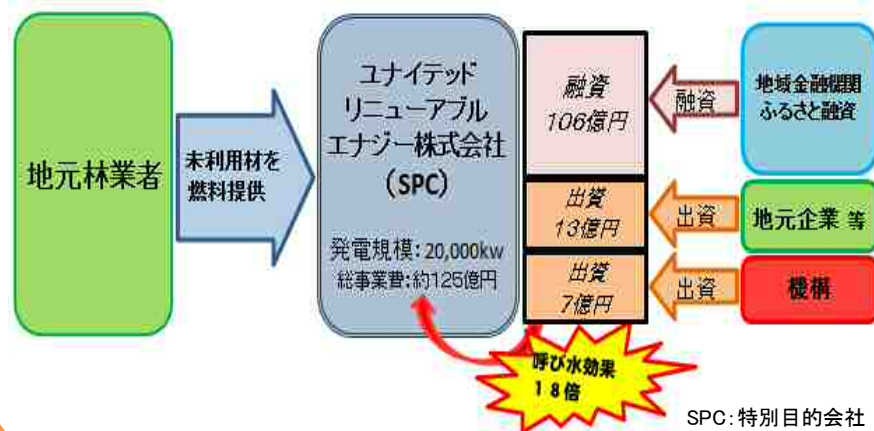 地元林業者
未利用材を
燃料提供
ユナイテッド
リニューアブル
エナジー株式会社
(SPC)
発電規模:20,000kw
総事業費:約125億円
融資
106億円
出資
13億円
出資
7億円
融資
出資
出資
地域金融機関
ふるさと融資
地元企業 等
機構
呼び水効果
18倍
SPC:特別目的会社